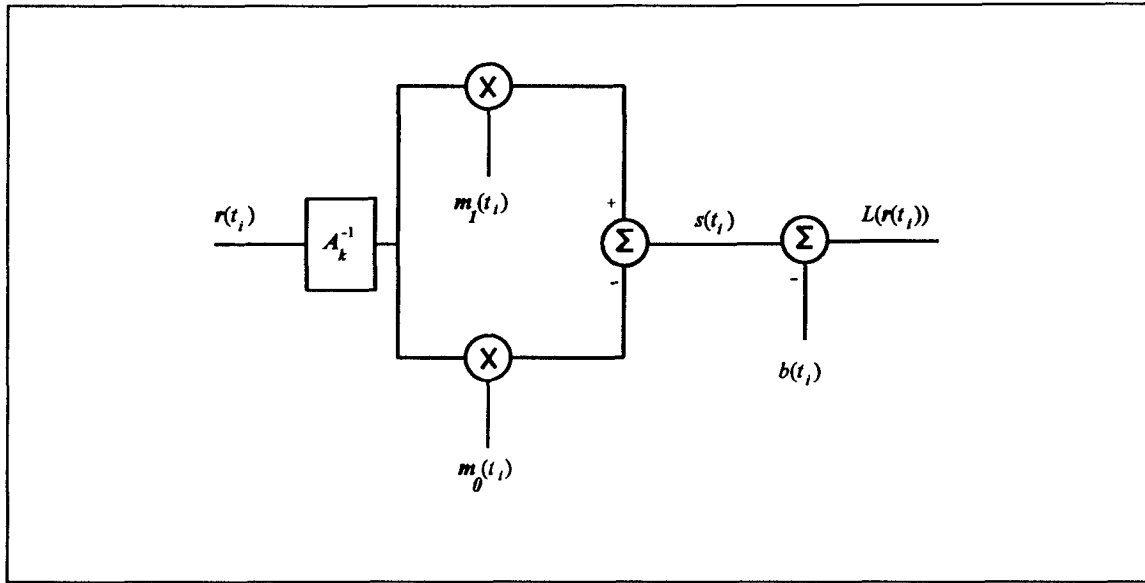 X
m_1(t_i)
r(t_i)
A_k^{-1}
+
Σ
-
s(t_i)
Σ
-
L(r(t_i))
b(t_i)
X
m_0(t_i)